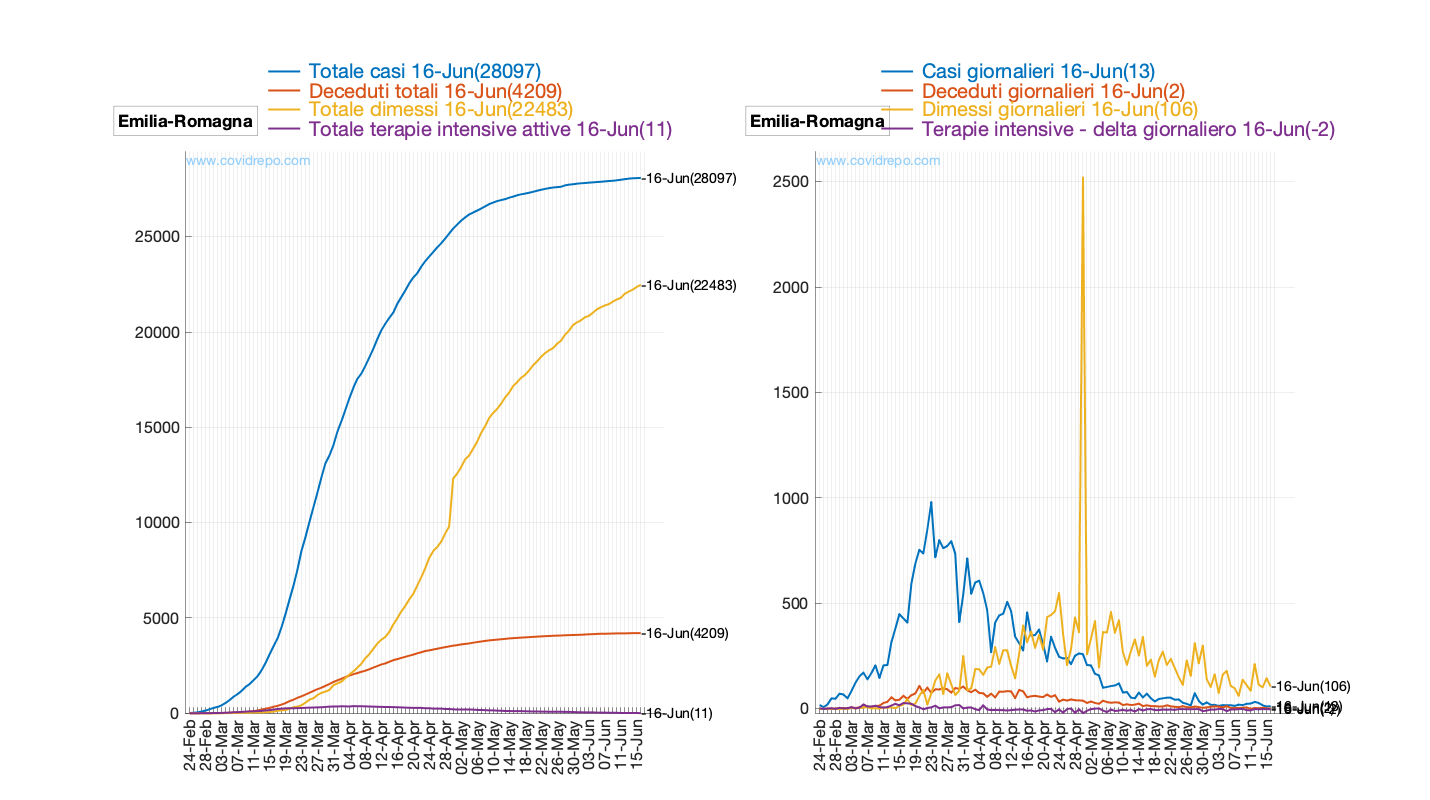 Totale casi 16-Jun(28097)
Deceduti totali 16-Jun(4209)
Totale dimessi 16-Jun(22483)
Totale terapie intensive attive 16-Jun(11)
Emilia-Romagna
www.covidrepo.com
25000
20000
15000
10000
5000
0
-16-Jun(28097)
-16-Jun(22483)
-16-Jun(4209)
-16-Jun(11)
24-Feb
28-Feb
03-Mar
07-Mar
11-Mar
15-Mar
19-Mar
23-Mar
27-Mar
31-Mar
04-Apr
08-Apr
12-Apr
16-Apr
20-Apr
24-Apr
28-Apr
02-May
06-May
10-May
14-May
18-May
22-May
26-May
30-May
03-Jun
07-Jun
11-Jun
15-Jun
Casi giornalieri 16-Jun(13)
Deceduti giornalieri 16-Jun(2)
Dimessi giornalieri 16-Jun(106)
Terapie intensive - delta giornaliero 16-Jun(-2)
Emilia-Romagna
www.covidrepo.com
2500
2000
1500
1000
500
0
-16-Jun(106)
24-Feb
28-Feb
03-Mar
07-Mar
11-Mar
15-Mar
19-Mar
23-Mar
27-Mar
31-Mar
04-Apr
08-Apr
12-Apr
16-Apr
20-Apr
24-Apr
28-Apr
02-May
06-May
10-May
14-May
18-May
22-May
26-May
30-May
03-Jun
07-Jun
11-Jun
15-Jun